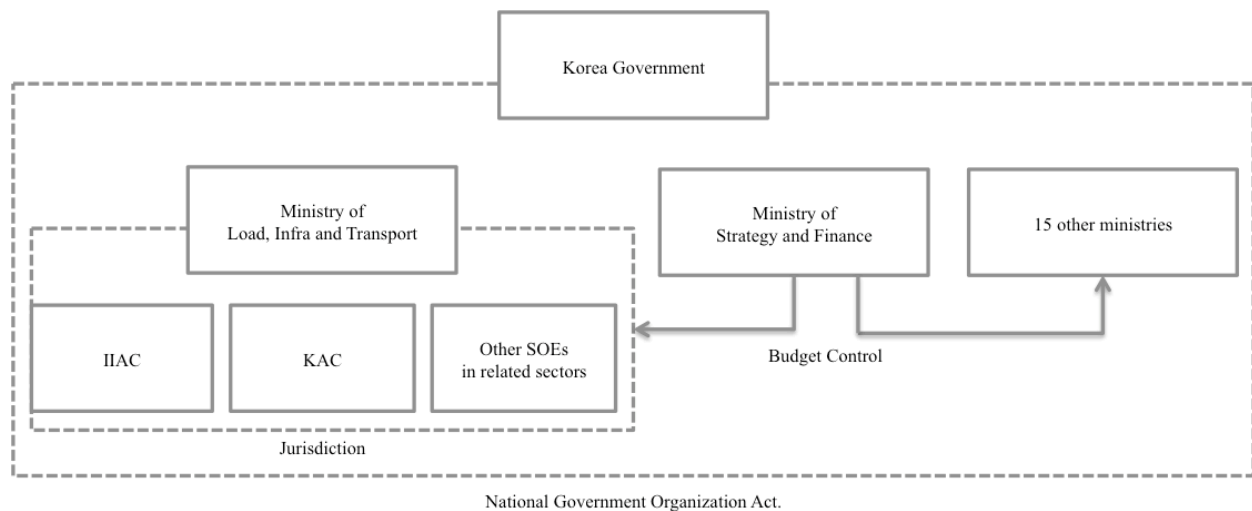 Korea Government
Ministry of
Load, Infra and Transport
Ministry of
Strategy and Finance
15 other ministries
IIAC
KAC
Other SOEs
in related sectors
Budget Control
Jurisdiction
National Government Organization Act.